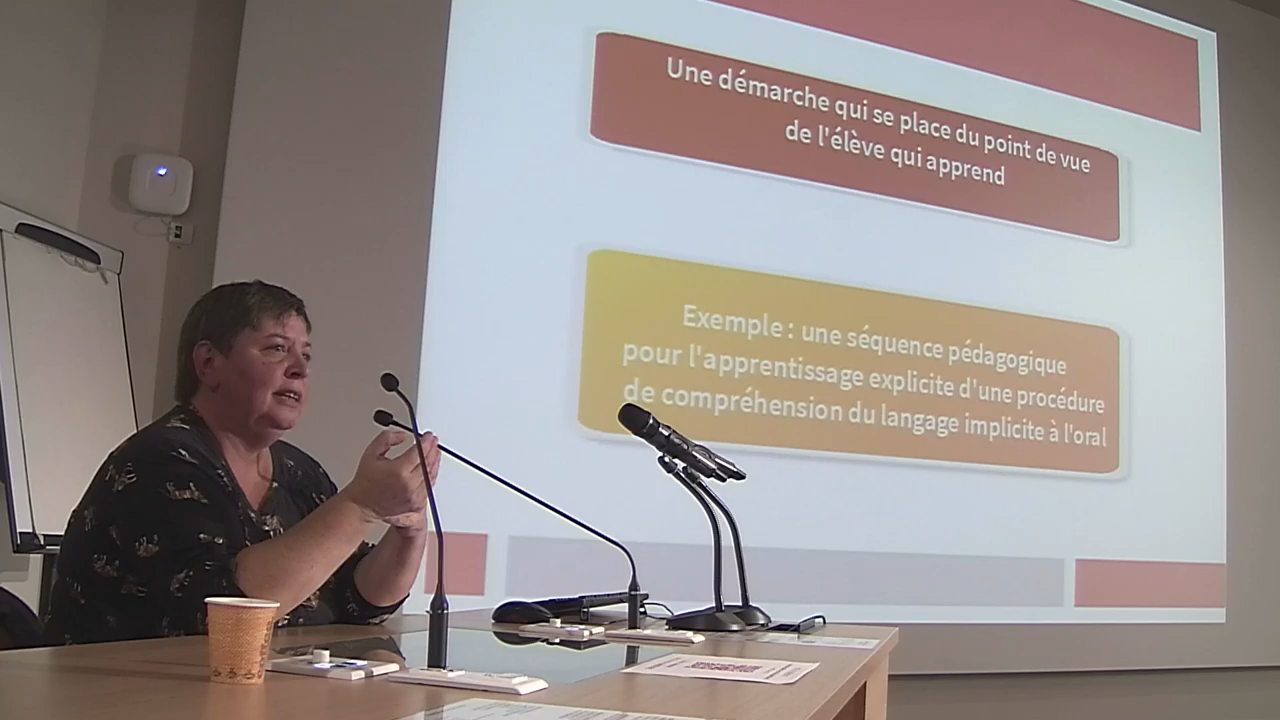 Une démarche qui se place du point de vue
de l'élève qui apprend
Exemple : une séquence pédagogique
pour l'apprentissage explicite d'une procédure
de compréhension du langage implicite à l'oral